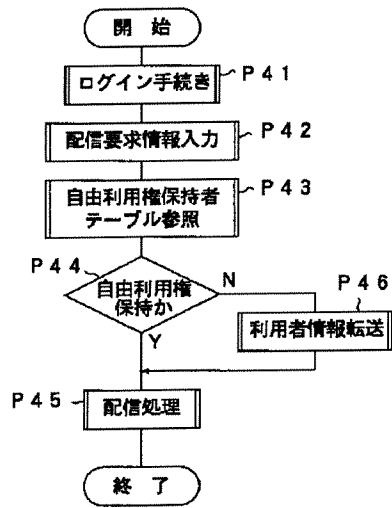 開 始
ログイン手続き
P41
配信要求情報入力
P42
自由利用権保持者
テーブル参照
P43
P44
自由利用権
保持か
N
Y
P46
利用者情報転送
P45
配信処理
終 了